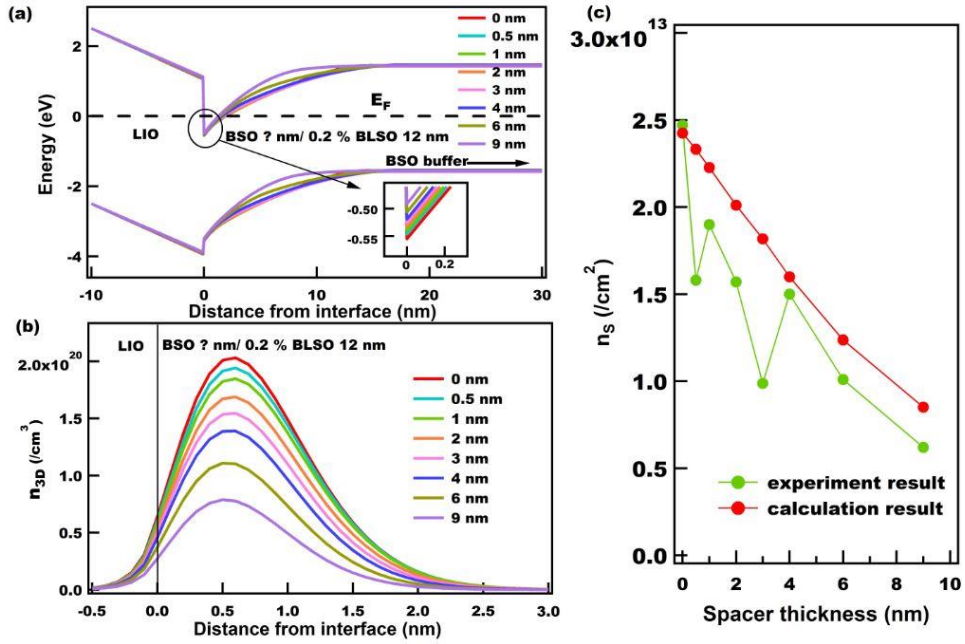 (a)
2
0
-2
-4
Energy (eV)
-10
0
10
20
30
Distance from interface (nm)
LIO
BSO ? nm/ 0.2 % BLSO 12 nm
E_F
BSO buffer
0 nm
0.5 nm
1 nm
2 nm
3 nm
4 nm
6 nm
9 nm
-0.50
-0.55
0
0.2
(b)
LIO
BSO ? nm/ 0.2 % BLSO 12 nm
2.0x10^20
1.5
1.0
0.5
0.0
n_3D (/cm^3)
-0.5
0.0
0.5
1.0
1.5
2.0
2.5
3.0
Distance from interface (nm)
0 nm
0.5 nm
1 nm
2 nm
3 nm
4 nm
6 nm
9 nm
(c)
3.0x10^13
2.5
2.0
1.5
1.0
0.5
0.0
n_S (/cm^2)
0
2
4
6
8
10
Spacer thickness (nm)
experiment result
calculation result